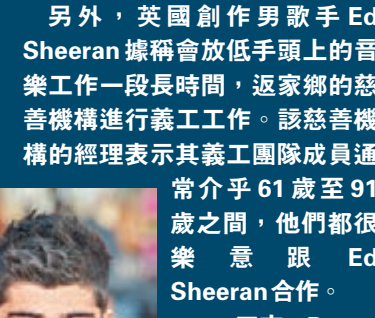 另外，英國創作男歌手 Ed
Sheeran 據稱會放低手頭上的音
樂工作一段長時間，返家鄉的慈
善機構進行義工工作。該慈善機
構的經理表示其義工團隊成員通
常介乎 61 歲至 91
歲之間，他們都很
樂意跟 Ed
Sheeran 合作。